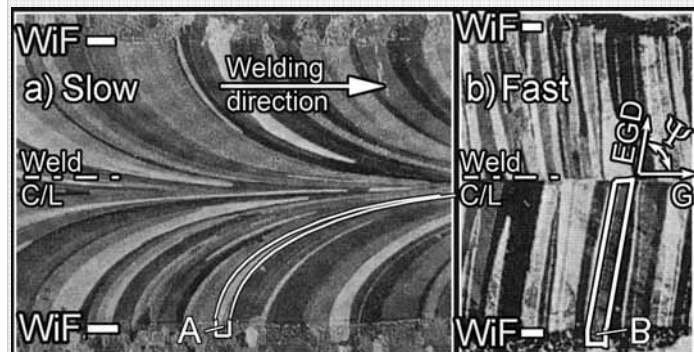 WiF
a) Slow
Welding
direction
Weld
C/L
WiF
A
WiF
b) Fast
EGD
Ψ
Weld
C/L
G
WiF
B